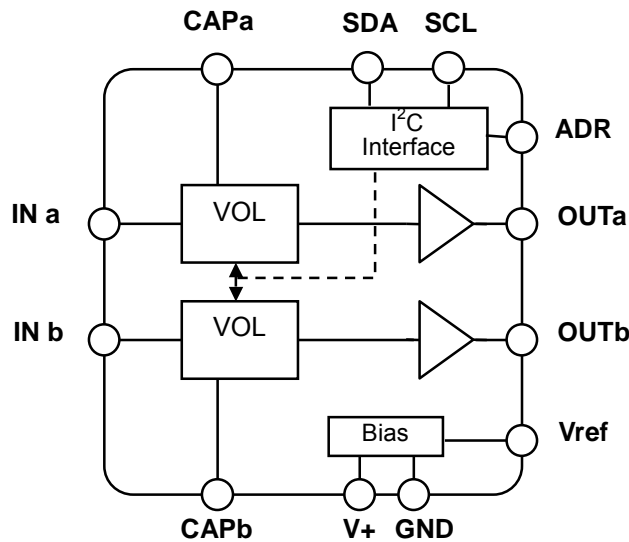 CAPa
SDA SCL
I²C
Interface
ADR
IN a
VOL
OUTa
IN b
VOL
OUTb
Bias
Vref
CAPb
V+ GND